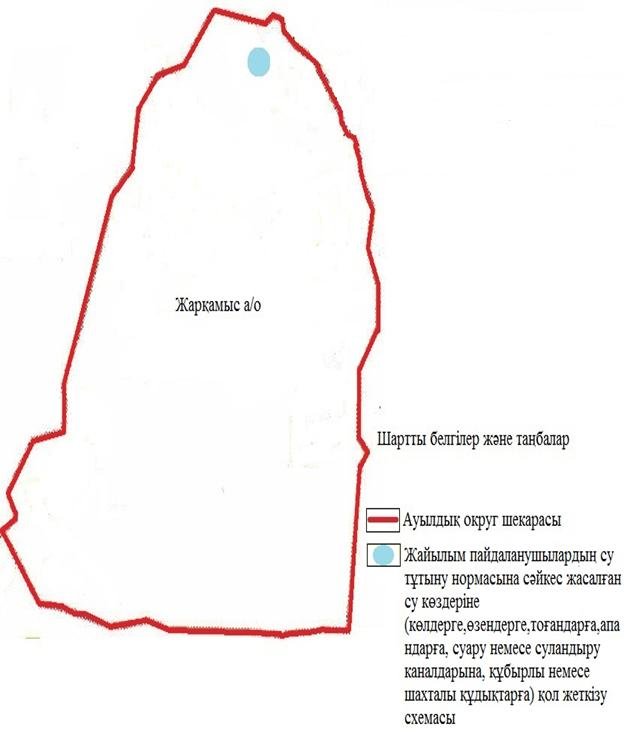 Жарқамыс а/о
Шартты белгілер және таңбалар
Ауылдық округ шекарасы
Жайылым пайдаланушылардың су
тұтыну нормасына сәйкес жасалған
су көздеріне
(көлдерге,өзендерге,тоғандарға,апа
ндарға, суару немесе суландыру
каналдарына, құбырлы немесе
шахталы құдықтарға) қол жеткізу
схемасы